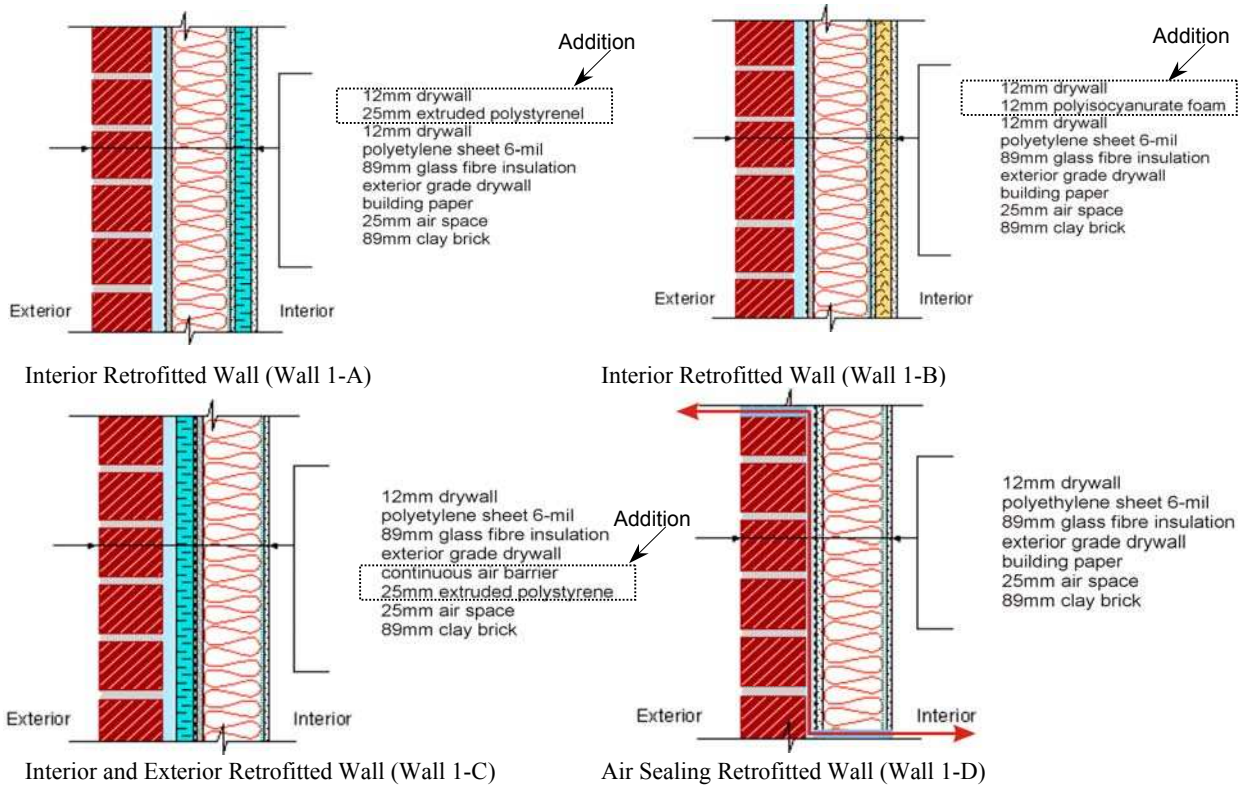 Addition
12mm drywall
25mm extruded polystyrenel
12mm drywall
polyetylene sheet 6-mil
89mm glass fibre insulation
exterior grade drywall
building paper
25mm air space
89mm clay brick
Exterior
Interior
Interior Retrofitted Wall (Wall 1-A)
Addition
12mm drywall
12mm polyisocyanurate foam
12mm drywall
polyetylene sheet 6-mil
89mm glass fibre insulation
exterior grade drywall
building paper
25mm air space
89mm clay brick
Exterior
Interior
Interior Retrofitted Wall (Wall 1-B)
12mm drywall
polyetylene sheet 6-mil
89mm glass fibre insulation
exterior grade drywall
continuous air barrier
25mm extruded polystyrene
25mm air space
89mm clay brick
Addition
Exterior
Interior
Interior and Exterior Retrofitted Wall (Wall 1-C)
12mm drywall
polyethylene sheet 6-mil
89mm glass fibre insulation
exterior grade drywall
building paper
25mm air space
89mm clay brick
Exterior
Interior
Air Sealing Retrofitted Wall (Wall 1-D)